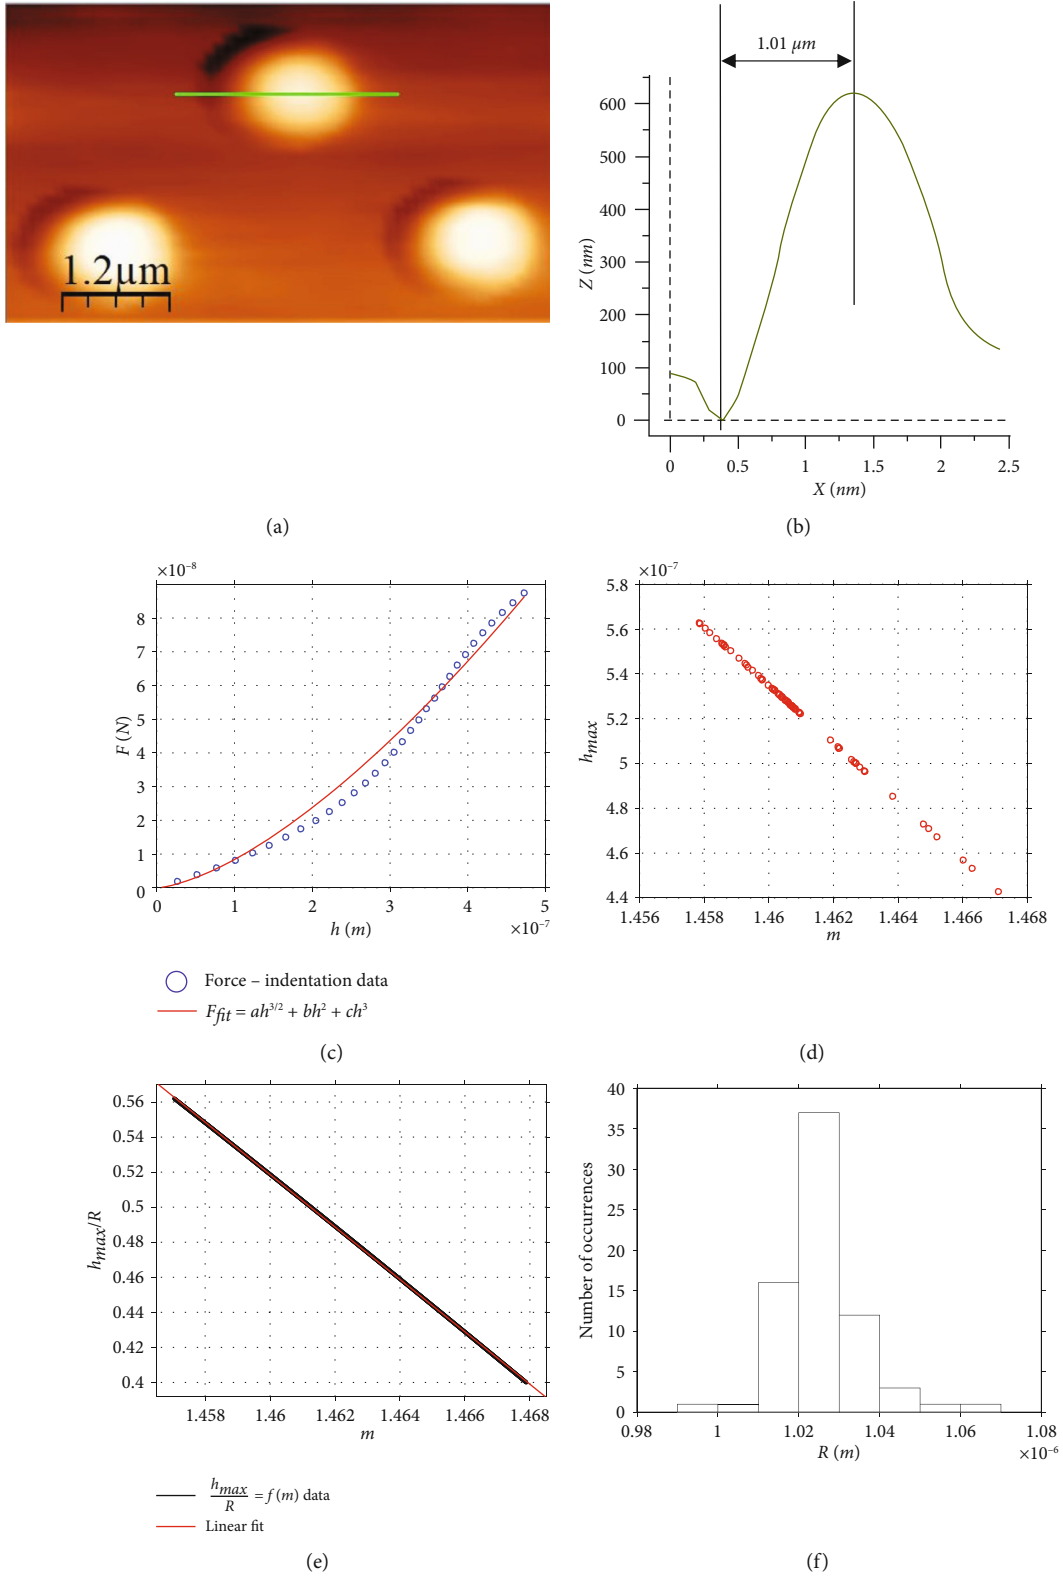 1.2µm
(a)
1.01 µm
600
500
400
300
200
100
0
Z (nm)
0 0.5 1 1.5 2 2.5
X (nm)
(b)
×10⁻⁸
8
7
6
5
4
3
2
1
0
F (N)
0 1 2 3 4 5
h (m)
×10⁻⁷
Force – indentation data
F_fit = ah^{3/2} + bh² + ch³
(c)
×10⁻⁷
5.8
5.6
5.4
5.2
5
4.8
4.6
4.4
h_max
1.456 1.458 1.46 1.462 1.464 1.466 1.468
m
(d)
0.56
0.54
0.52
0.5
0.48
0.46
0.44
0.42
0.4
h_max/R
1.458 1.46 1.462 1.464 1.466 1.468
m
h_max/R = f (m) data
Linear fit
(e)
40
35
30
25
20
15
10
5
0
Number of occurrences
0.98 1 1.02 1.04 1.06 1.08
R (m)
×10⁻⁶
(f)